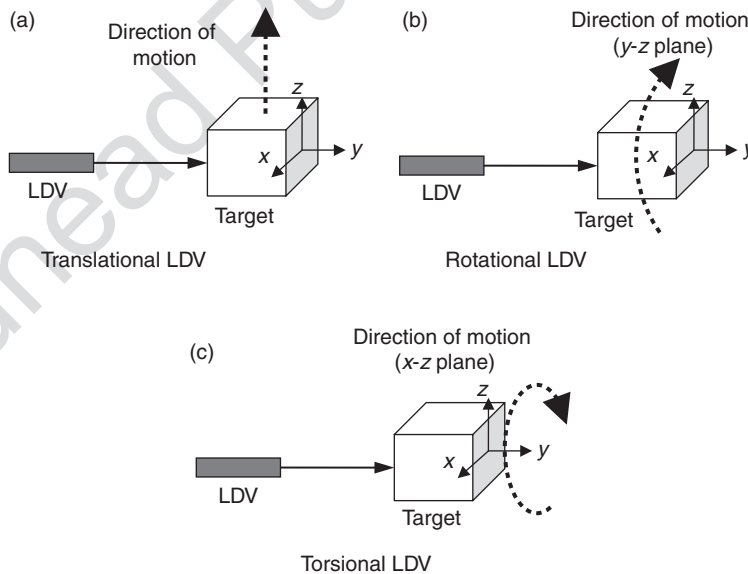 (a)
Direction of
motion
z
x
y
LDV
Target
Translational LDV
(b)
Direction of motion
(y-z plane)
z
x
y
LDV
Target
Rotational LDV
(c)
Direction of motion
(x-z plane)
z
x
y
LDV
Target
Torsional LDV